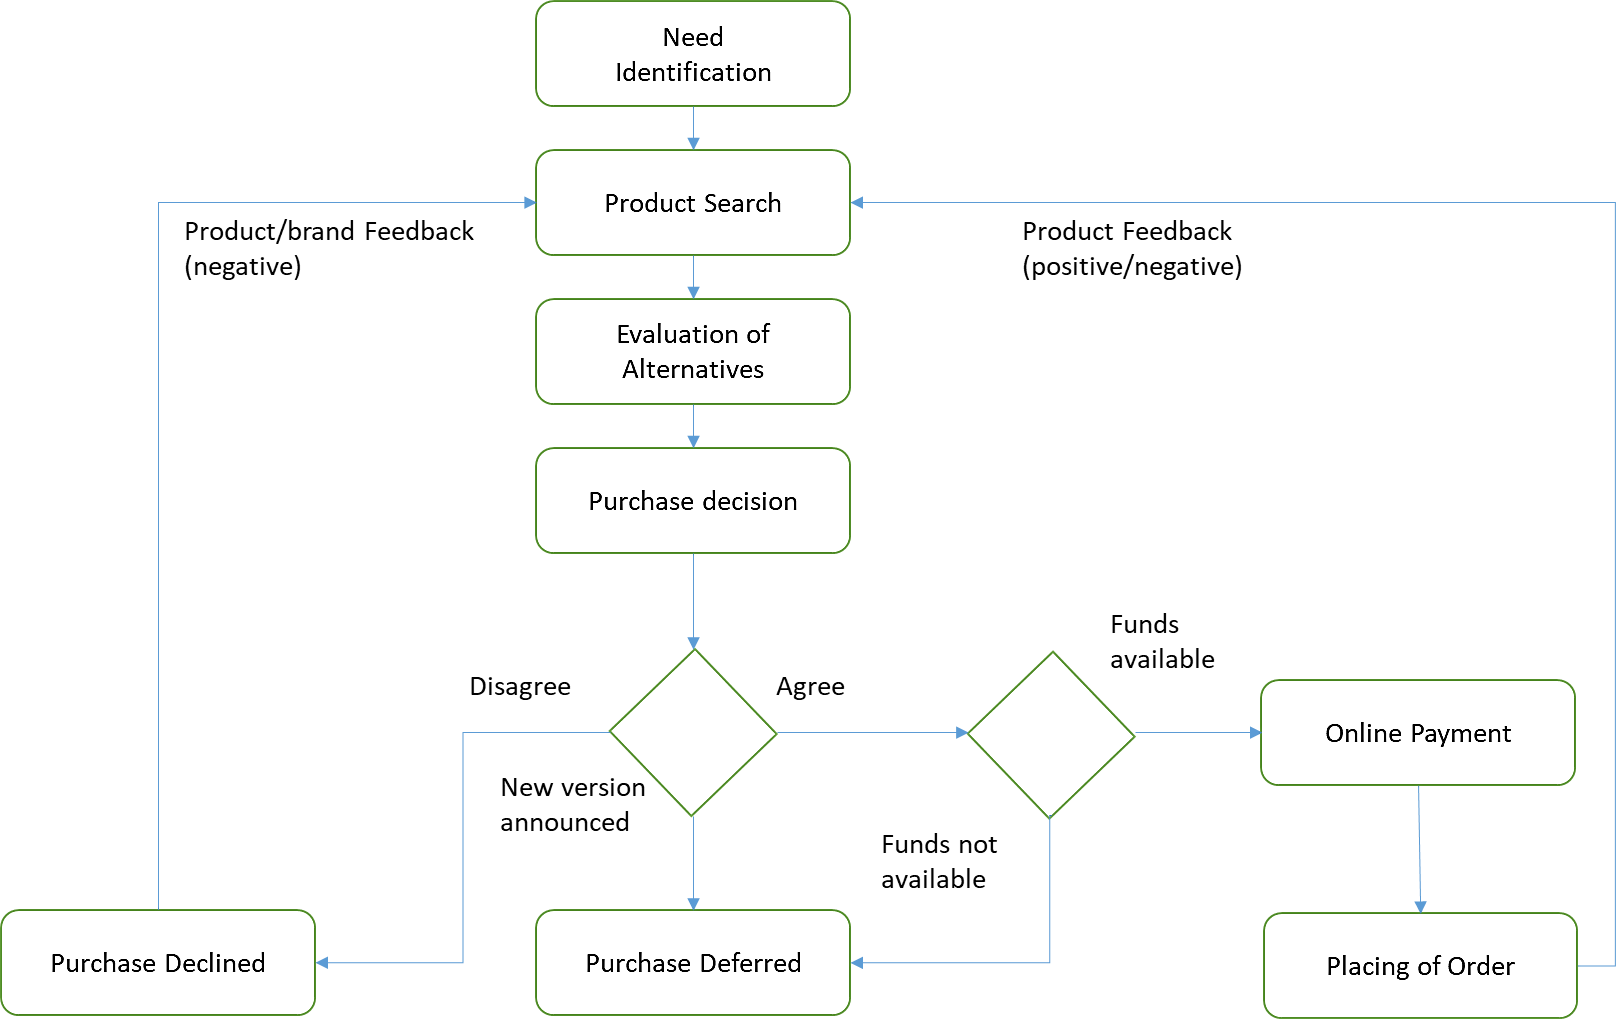 Need
Identification
Product Search
Product/brand Feedback
(negative)
Product Feedback
(positive/negative)
Evaluation of
Alternatives
Purchase decision
Funds
available
Disagree
Agree
Online Payment
New version
announced
Funds not
available
Purchase Declined
Purchase Deferred
Placing of Order